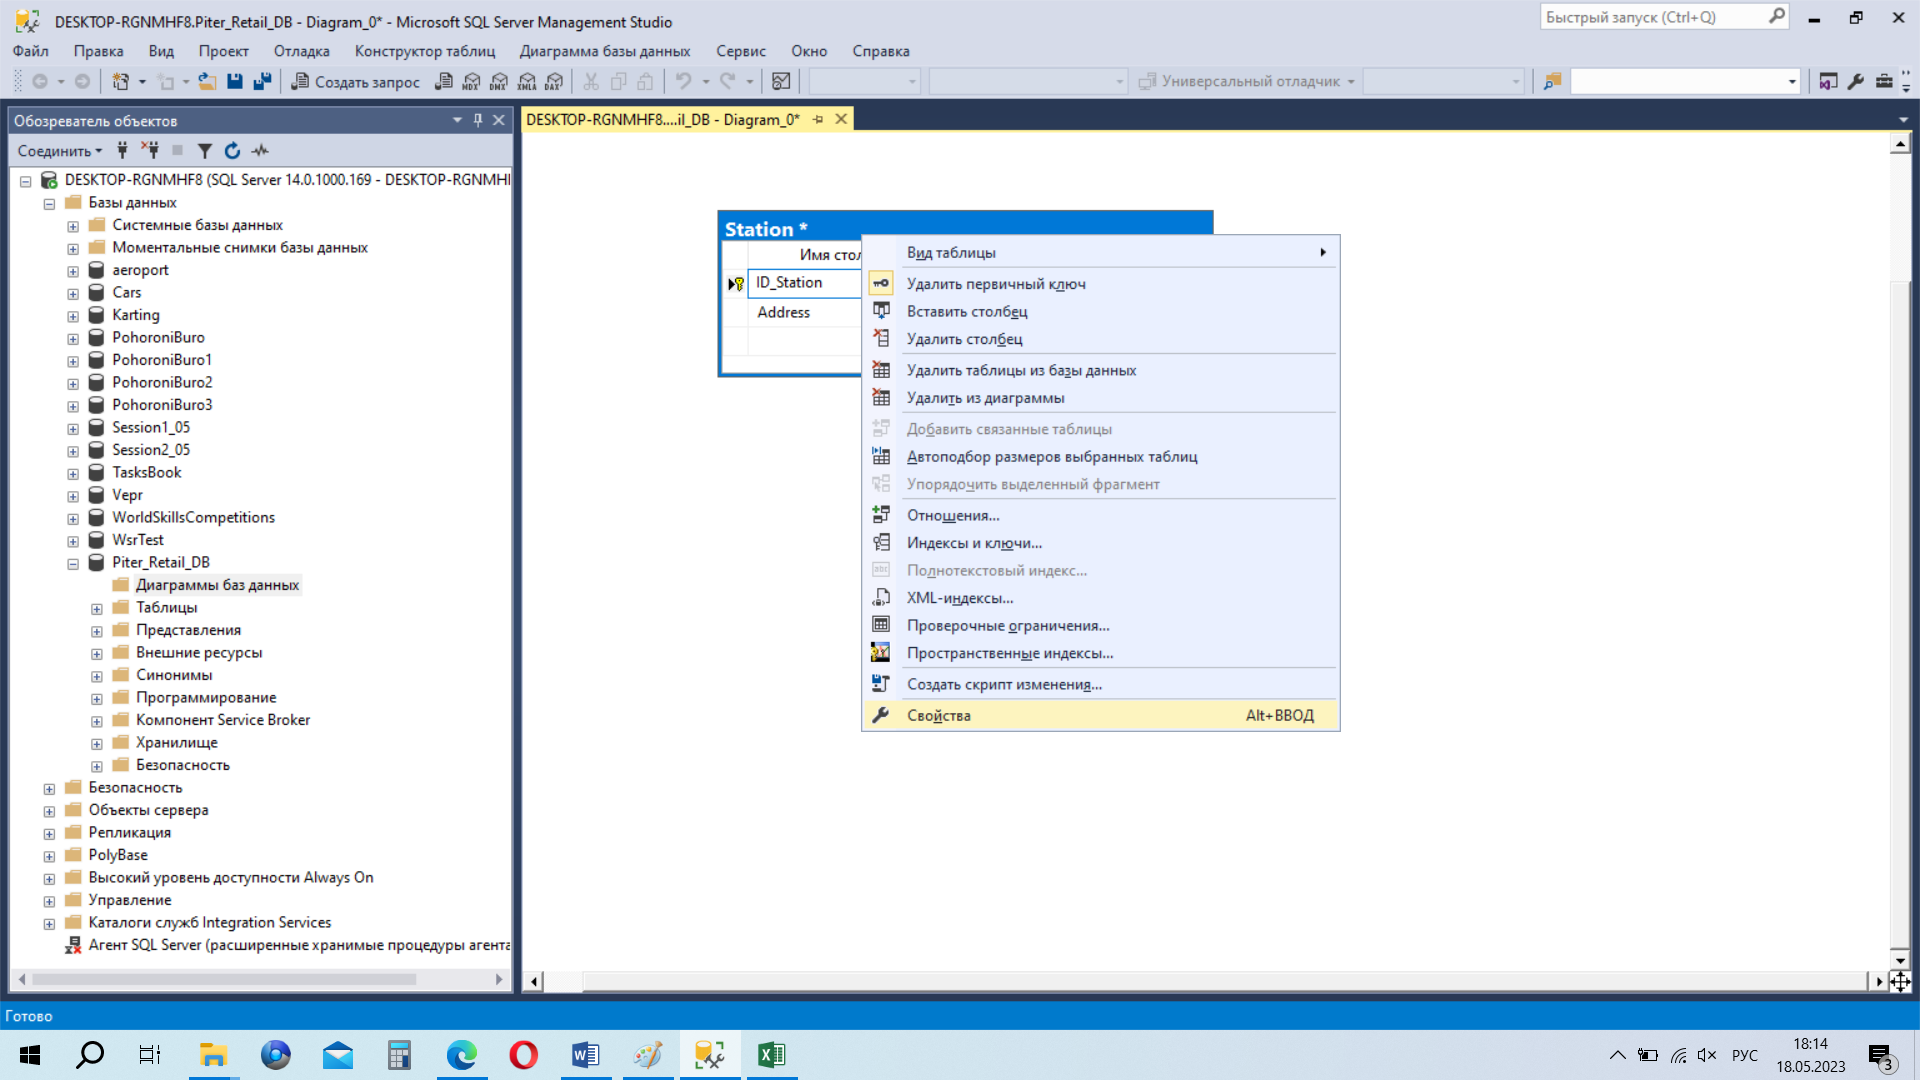 DESKTOP-RGNMHF8.Piter_Retail_DB - Diagram_0* - Microsoft SQL Server Management Studio
Быстрый запуск (Ctrl+Q)
Файл Правка Вид Проект Отладка Конструктор таблиц Диаграмма базы данных Сервис Окно Справка
Создать запрос MDX DMX XMLA DAX Универсальный отладчик
Обозреватель объектов
DESKTOP-RGNMHF8....il_DB - Diagram_0*
Соединить
DESKTOP-RGNMHF8 (SQL Server 14.0.1000.169 - DESKTOP-RGNMH
Базы данных
Системные базы данных
Моментальные снимки базы данных
aeroport
Cars
Karting
PohoroniBuro
PohoroniBuro1
PohoroniBuro2
PohoroniBuro3
Session1_05
Session2_05
TasksBook
Vepr
WorldSkillsCompetitions
WsrTest
Piter_Retail_DB
Диаграммы баз данных
Таблицы
Представления
Внешние ресурсы
Синонимы
Программирование
Компонент Service Broker
Хранилище
Безопасность
Безопасность
Объекты сервера
Репликация
PolyBase
Высокий уровень доступности Always On
Управление
Каталоги служб Integration Services
Агент SQL Server (расширенные хранимые процедуры агента
Station *
Имя стол
ID_Station
Address
Вид таблицы
Удалить первичный ключ
Вставить столбец
Удалить столбец
Удалить таблицы из базы данных
Удалить из диаграммы
Добавить связанные таблицы
Автоподбор размеров выбранных таблиц
Упорядочить выделенный фрагмент
Отношения...
Индексы и ключи...
Полнотекстовый индекс...
XML-индексы...
Проверочные ограничения...
Пространственные индексы...
Создать скрипт изменения...
Свойства Alt+ВВОД
Готово
РУС
18:14
18.05.2023
3